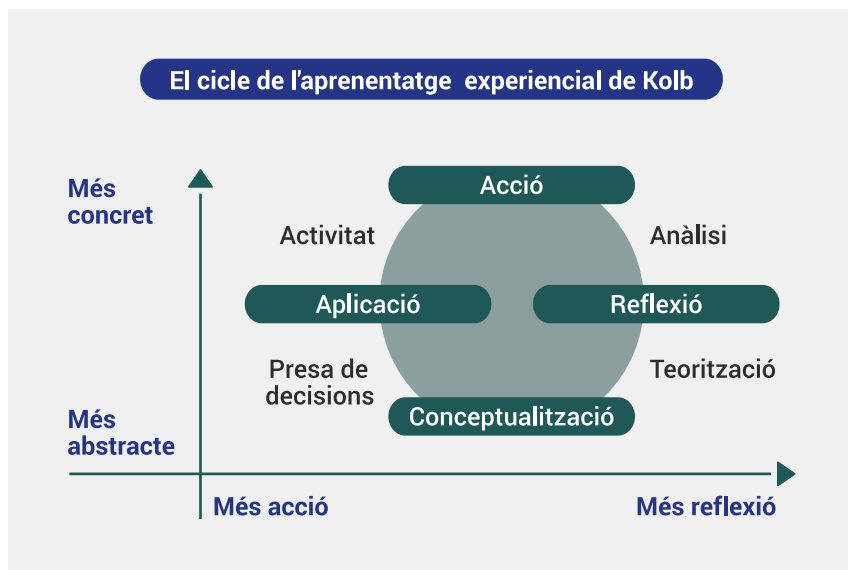 El cicle de l'aprenentatge experiencial de Kolb
Més
concret
Acció
Activitat
Anàlisi
Aplicació
Reflexió
Presa de
decisions
Teorització
Conceptualització
Més
abstracte
Més acció
Més reflexió